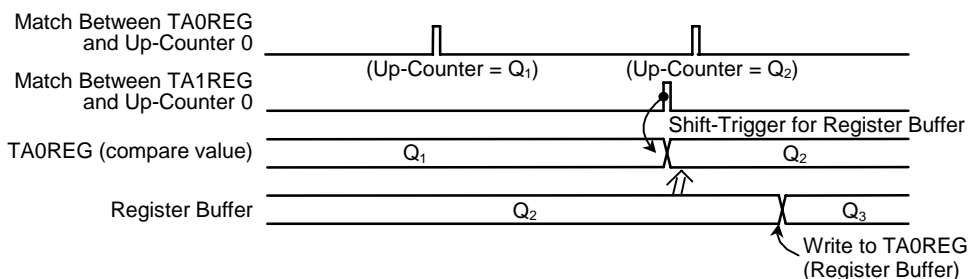 Match Between TA0REG
and Up-Counter 0
(Up-Counter = Q₁) (Up-Counter = Q₂)
Match Between TA1REG
and Up-Counter 0
Shift-Trigger for Register Buffer
TA0REG (compare value) Q₁ Q₂
Register Buffer Q₂ Q₃
Write to TA0REG
(Register Buffer)